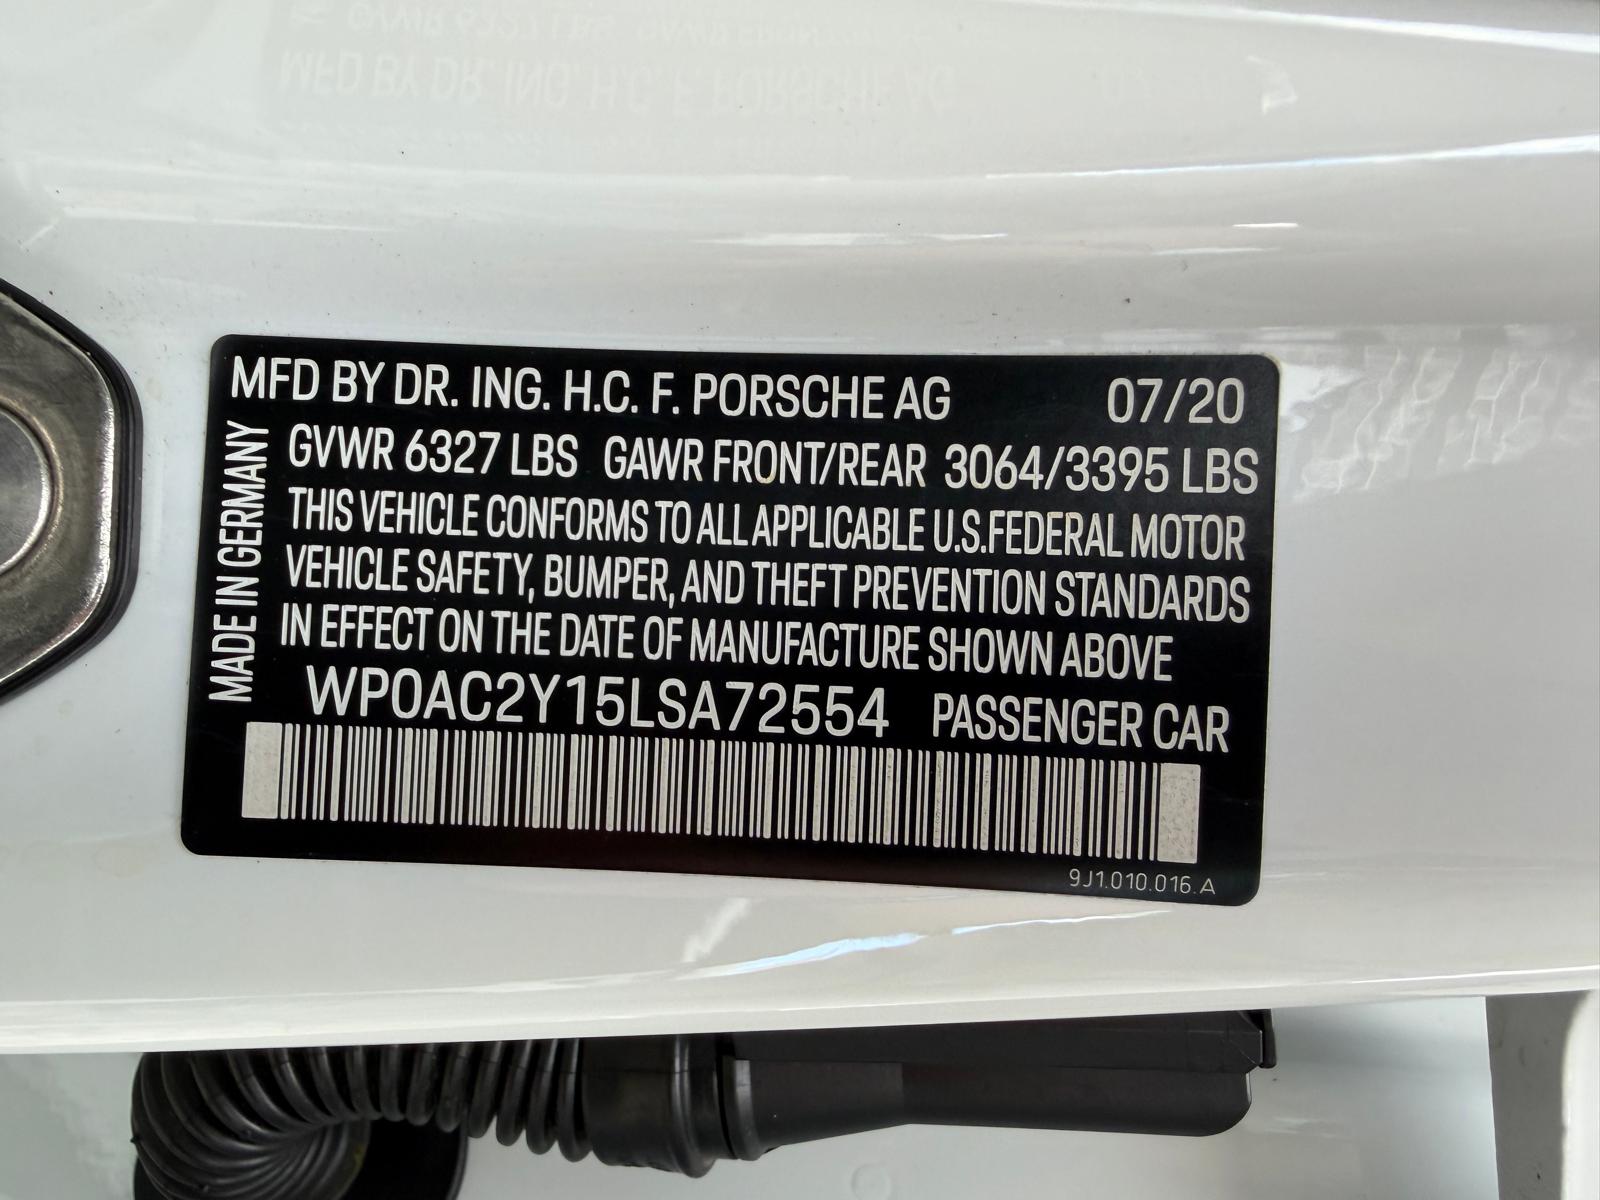 MFD BY DR. ING. H.C. F. PORSCHE AG 07/20
GVWR 6327 LBS GAWR FRONT/REAR 3064/3395 LBS
THIS VEHICLE CONFORMS TO ALL APPLICABLE U.S.FEDERAL MOTOR
VEHICLE SAFETY, BUMPER, AND THEFT PREVENTION STANDARDS
IN EFFECT ON THE DATE OF MANUFACTURE SHOWN ABOVE
WP0AC2Y15LSA72554 PASSENGER CAR
MADE IN GERMANY
9J1.010.016.A